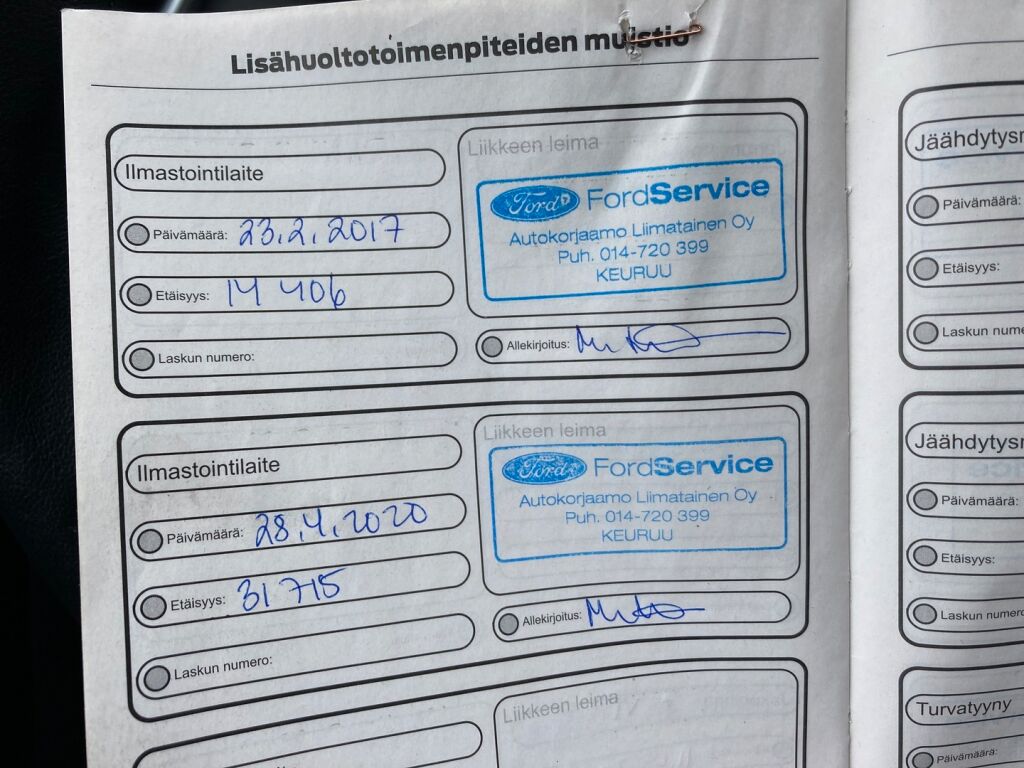 Lisähuoltotoimenpiteiden muistio
Ilmastointilaite
Päivämäärä: 23.2.2017
Etäisyys: 14 406
Laskun numero:
Liikkeen leima
Ford FordService
Autokorjaamo Liimatainen Oy
Puh. 014-720 399
KEURUU
Allekirjoitus:
Ilmastointilaite
Päivämäärä: 28.4.2020
Etäisyys: 31 715
Laskun numero:
Liikkeen leima
Ford FordService
Autokorjaamo Liimatainen Oy
Puh. 014-720 399
KEURUU
Allekirjoitus:
Liikkeen leima
Päivämäärä:
Etäisyys:
Laskun
Päivämäärä:
Etäisyys:
Laskun numero
Turvatyyny
Päivämäärä: